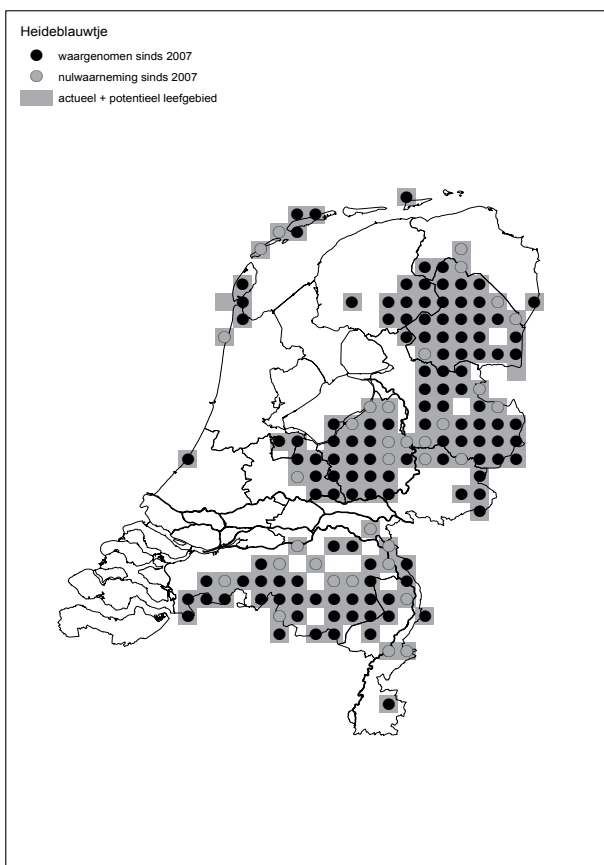 Heideblauwtje
waargenomen sinds 2007
nulwaarneming sinds 2007
actueel + potentieel leefgebied